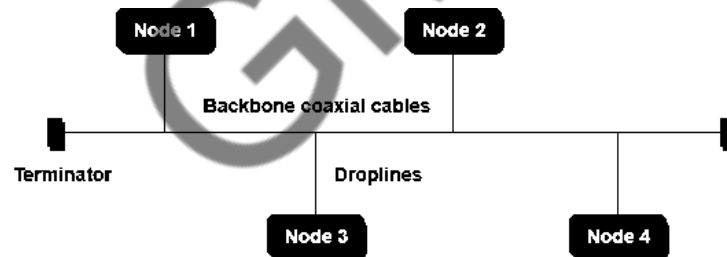 Node 1
Node 2
Backbone coaxial cables
Terminator
Droplines
Node 3
Node 4